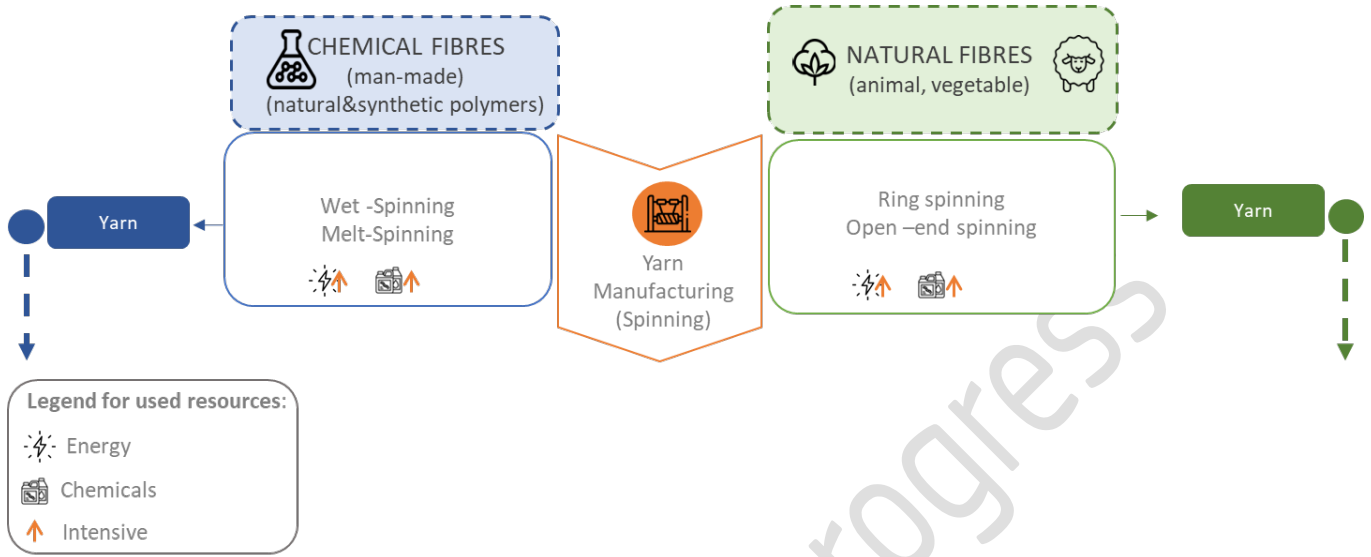 CHEMICAL FIBRES
(man-made)
(natural&synthetic polymers)
NATURAL FIBRES
(animal, vegetable)
Yarn
Wet -Spinning
Melt-Spinning
Yarn
Manufacturing
(Spinning)
Ring spinning
Open –end spinning
Yarn
Legend for used resources:
Energy
Chemicals
Intensive
rogress